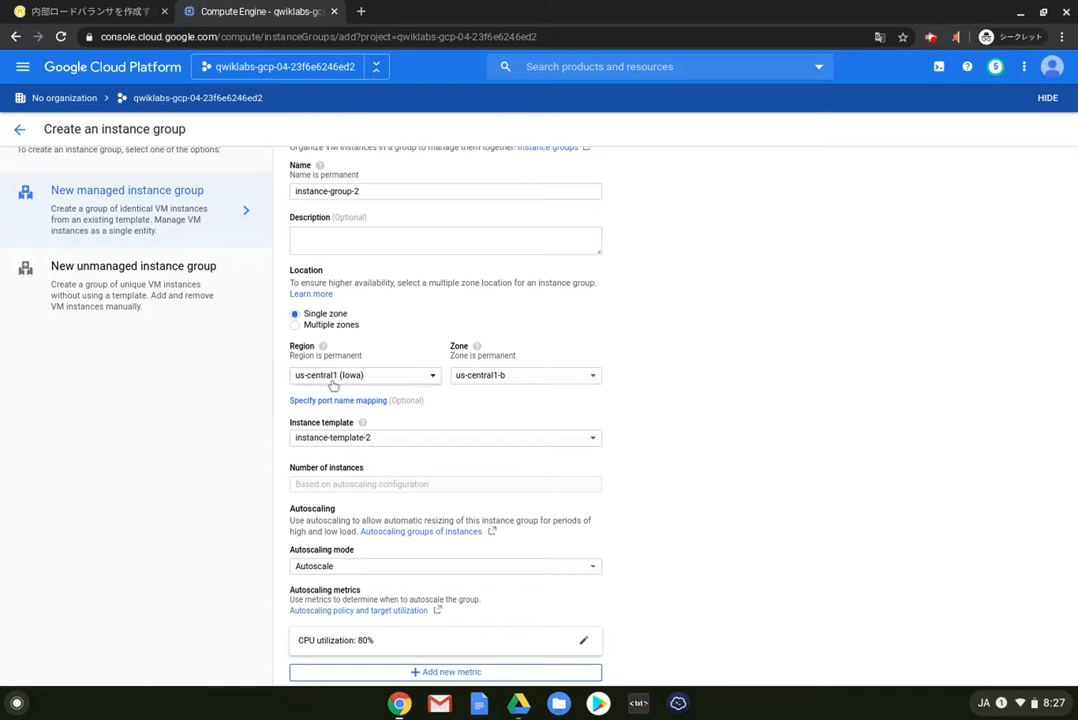 内部ロードバランサを作成す
Compute Engine - qwiklabs-gc
console.cloud.google.com/compute/instanceGroups/add?project=qwiklabs-gcp-04-23f6e6246ed2
シークレット
Google Cloud Platform
qwiklabs-gcp-04-23f6e6246ed2
Search products and resources
5
No organization
qwiklabs-gcp-04-23f6e6246ed2
HIDE
Create an instance group
To create an instance group, select one of the options:
New managed instance group
Create a group of identical VM instances
from an existing template. Manage VM
instances as a single entity.
New unmanaged instance group
Create a group of unique VM instances
without using a template. Add and remove
VM instances manually.
Organize VM instances in a group to manage them together. Instance groups
Name
Name is permanent
instance-group-2
Description (Optional)
Location
To ensure higher availability, select a multiple zone location for an instance group.
Learn more
Single zone
Multiple zones
Region
Zone
Region is permanent
Zone is permanent
us-central1 (Iowa)
us-central1-b
Specify port name mapping (Optional)
Instance template
instance-template-2
Number of instances
Based on autoscaling configuration
Autoscaling
Use autoscaling to allow automatic resizing of this instance group for periods of
high and low load. Autoscaling groups of instances
Autoscaling mode
Autoscale
Autoscaling metrics
Use metrics to determine when to autoscale the group.
Autoscaling policy and target utilization
CPU utilization: 80%
Add new metric
<txt>
JA 1 8:27